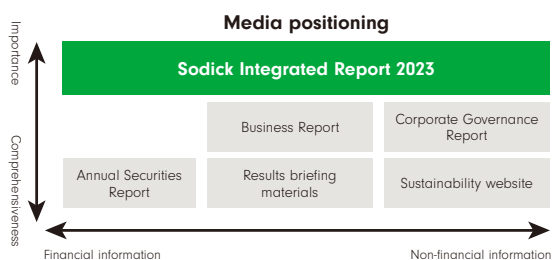 Media positioning
Importance
Sodick Integrated Report 2023
Business Report
Corporate Governance
Report
Comprehensiveness
Annual Securities
Report
Results briefing
materials
Sustainability website
Financial information
Non-financial information